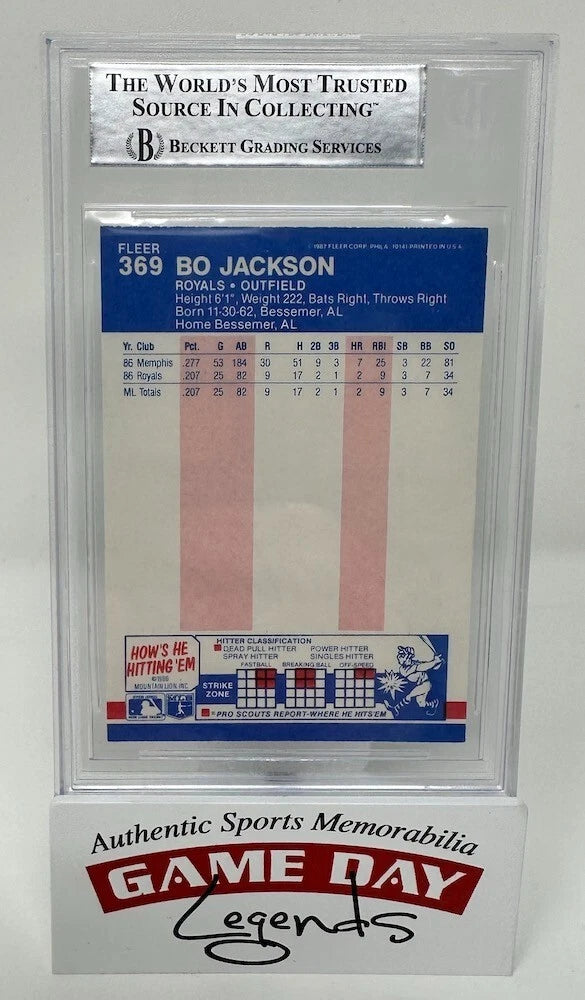 THE WORLD'S MOST TRUSTED
SOURCE IN COLLECTING™
B BECKETT GRADING SERVICES
FLEER © 1987 FLEER CORP. PHILA. 19141 PRINTED IN U.S.A.
369 BO JACKSON
ROYALS • OUTFIELD
Height 6'1", Weight 222, Bats Right, Throws Right
Born 11-30-62, Bessemer, AL
Home Bessemer, AL
Yr. Club Pct. G AB R H 2B 3B HR RBI SB BB SO
86 Memphis .277 53 184 30 51 9 3 7 25 3 22 81
86 Royals .207 25 82 9 17 2 1 2 9 3 7 34
ML Totals .207 25 82 9 17 2 1 2 9 3 7 34
HOW'S HE
HITTING 'EM
©1986
MOUNTAIN LION, INC.
HITTER CLASSIFICATION
DEAD PULL HITTER POWER HITTER
SPRAY HITTER SINGLES HITTER
FASTBALL BREAKING BALL OFF-SPEED
STRIKE
ZONE
= PRO SCOUTS REPORT-WHERE HE HITS'EM
Authentic Sports Memorabilia
GAME DAY
Legends